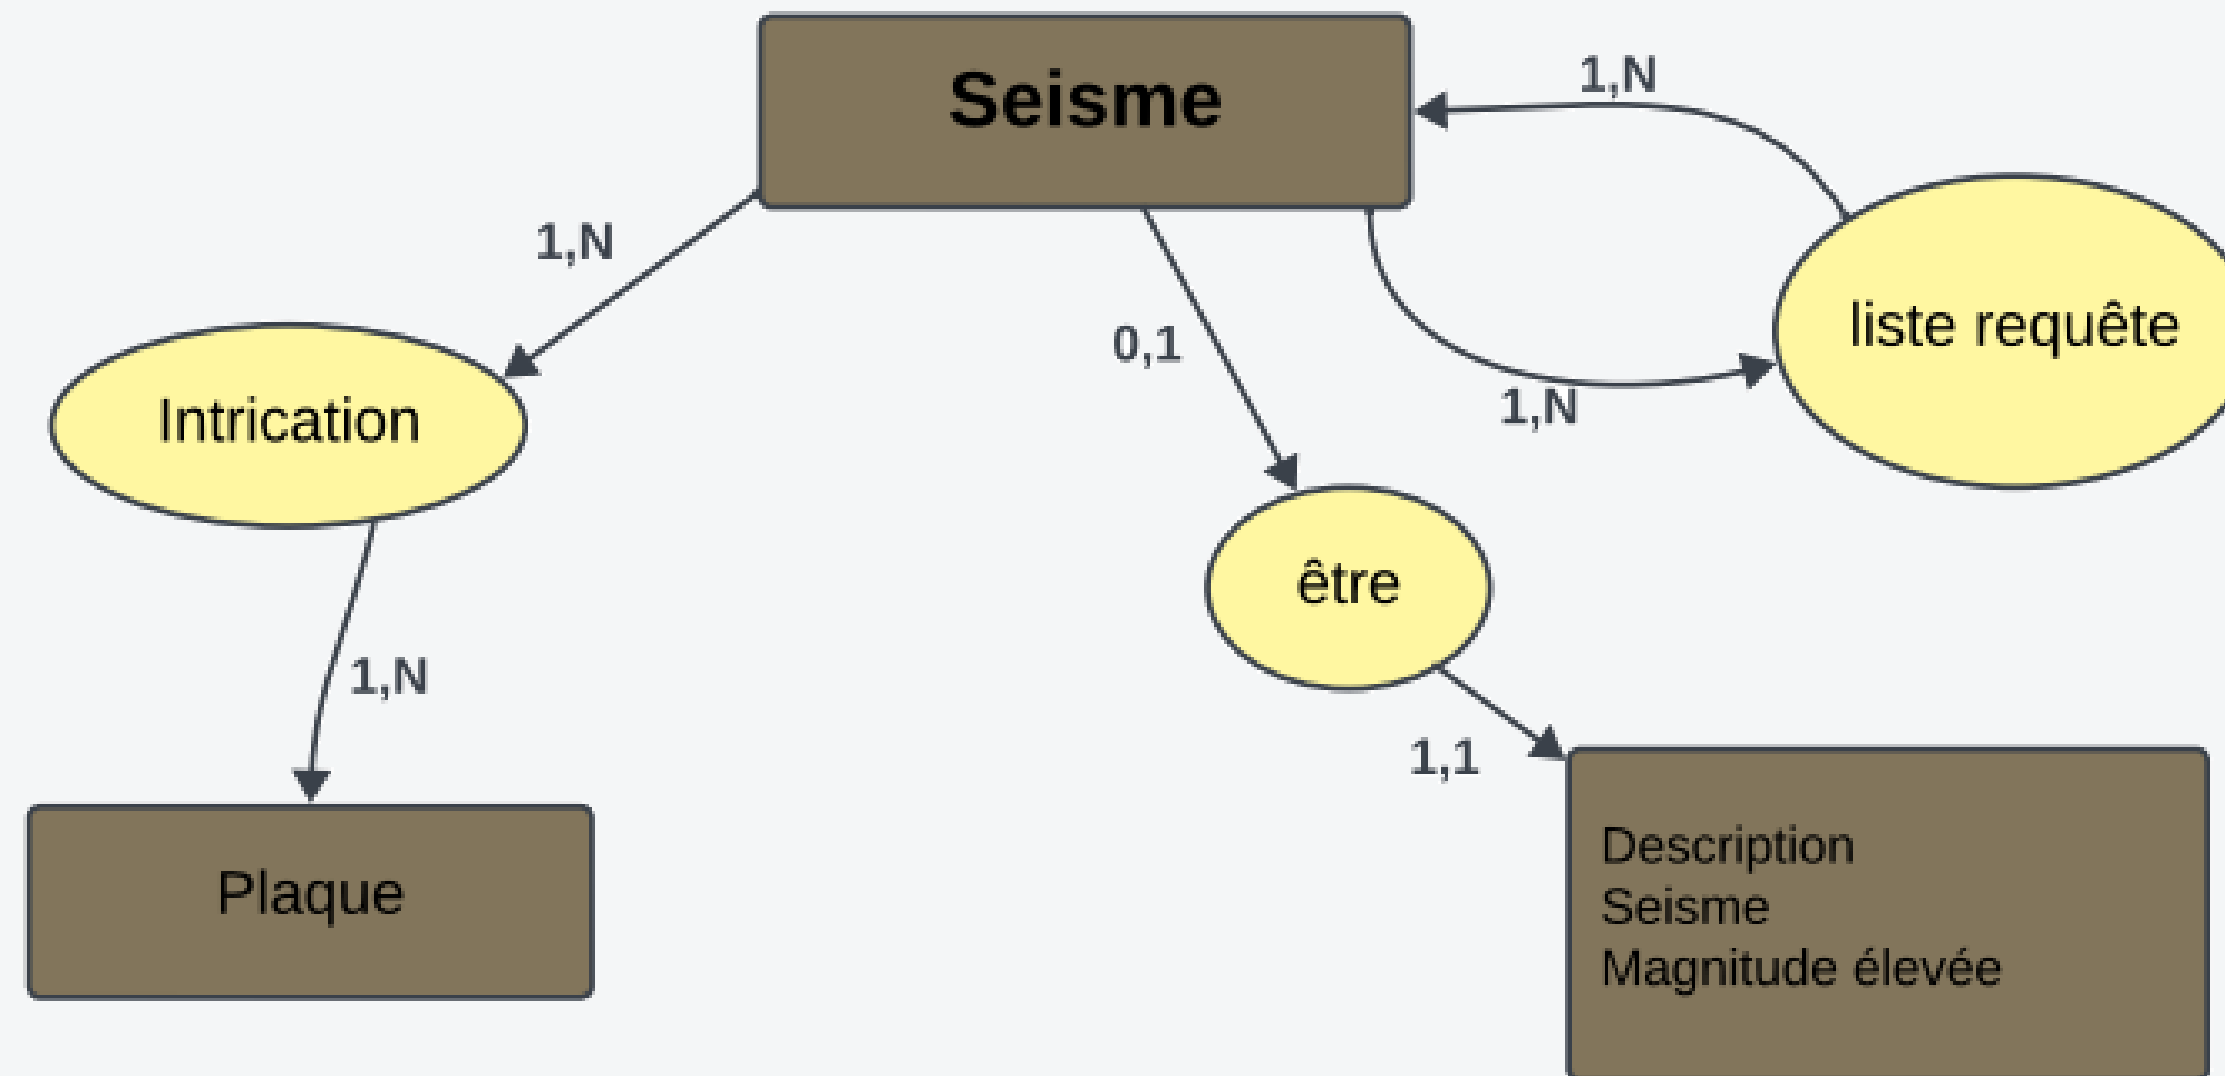 Seisme
1,N
1,N
0,1
1,N
liste requête
Intrication
être
1,N
1,1
Plaque
Description
Seisme
Magnitude élevée